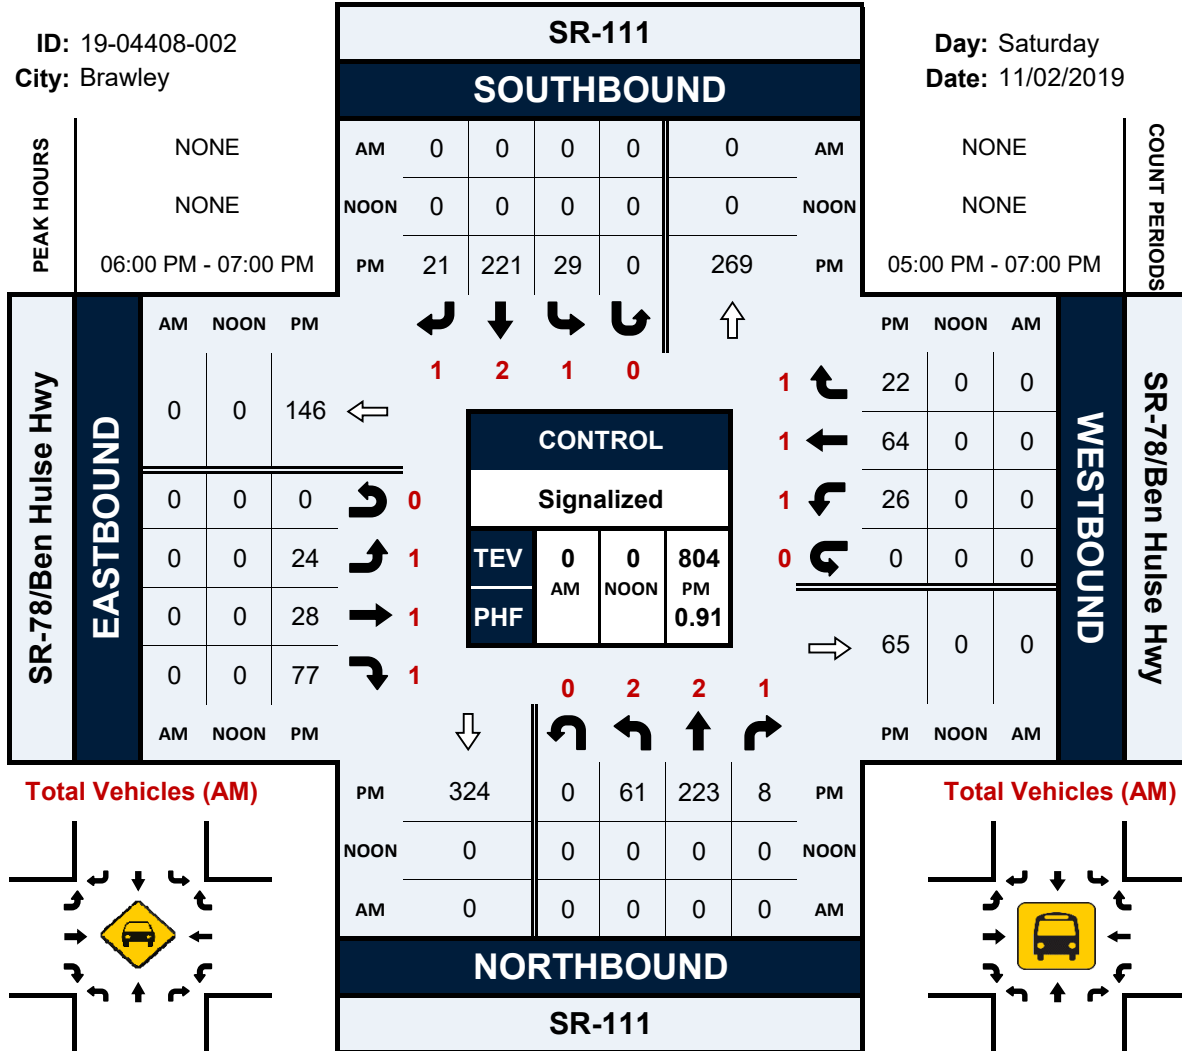 SR-111
ID: 19-04408-002
Day: Saturday
City: Brawley
SOUTHBOUND
Date: 11/02/2019
PEAK HOURS
NONE
AM 0 0 0 0 0 AM
NONE
COUNT PERIODS
NONE
NOON 0 0 0 0 0 NOON
NONE
06:00 PM - 07:00 PM
PM 21 221 29 0 269 PM
05:00 PM - 07:00 PM
1 2 1 0
SR-78/Ben Hulse Hwy
EASTBOUND
AM NOON PM
0 0 146
0 0 0 0
0 0 24 1
0 0 28 1
0 0 77 1
AM NOON PM
CONTROL
Signalized
TEV 0 0 804
AM NOON PM
PHF 0.91
PM NOON AM
1 22 0 0
1 64 0 0
1 26 0 0
0 0 0 0
65 0 0
PM NOON AM
WESTBOUND
SR-78/Ben Hulse Hwy
0 2 2 1
Total Vehicles (AM)
PM 324 0 61 223 8 PM
Total Vehicles (AM)
NOON 0 0 0 0 0 NOON
AM 0 0 0 0 0 AM
NORTHBOUND
SR-111